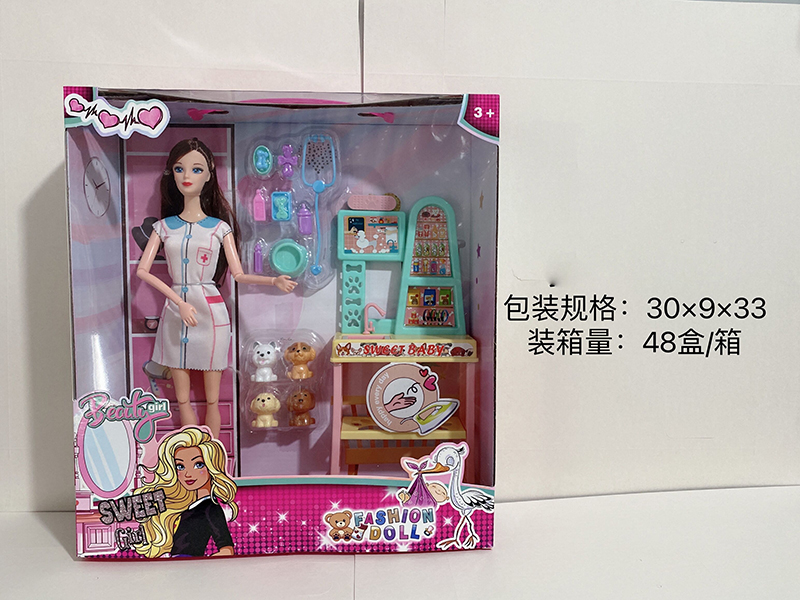 3+
SWEET BABY
Beauty girl
SWEET
Girl
FASHION
DOLL
包装规格：30×9×33
装箱量：48盒/箱